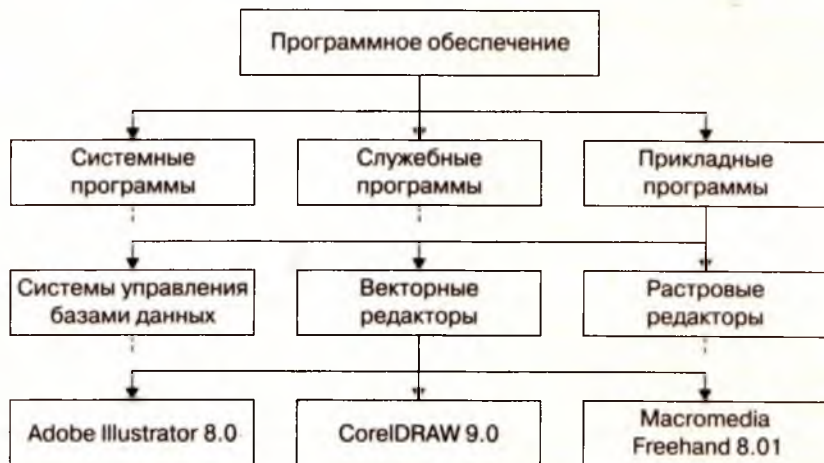 Программное обеспечение
Системные
программы
Служебные
программы
Прикладные
программы
Системы управления
базами данных
Векторные
редакторы
Растровые
редакторы
Adobe Illustrator 8.0
CorelDRAW 9.0
Macromedia
Freehand 8.01